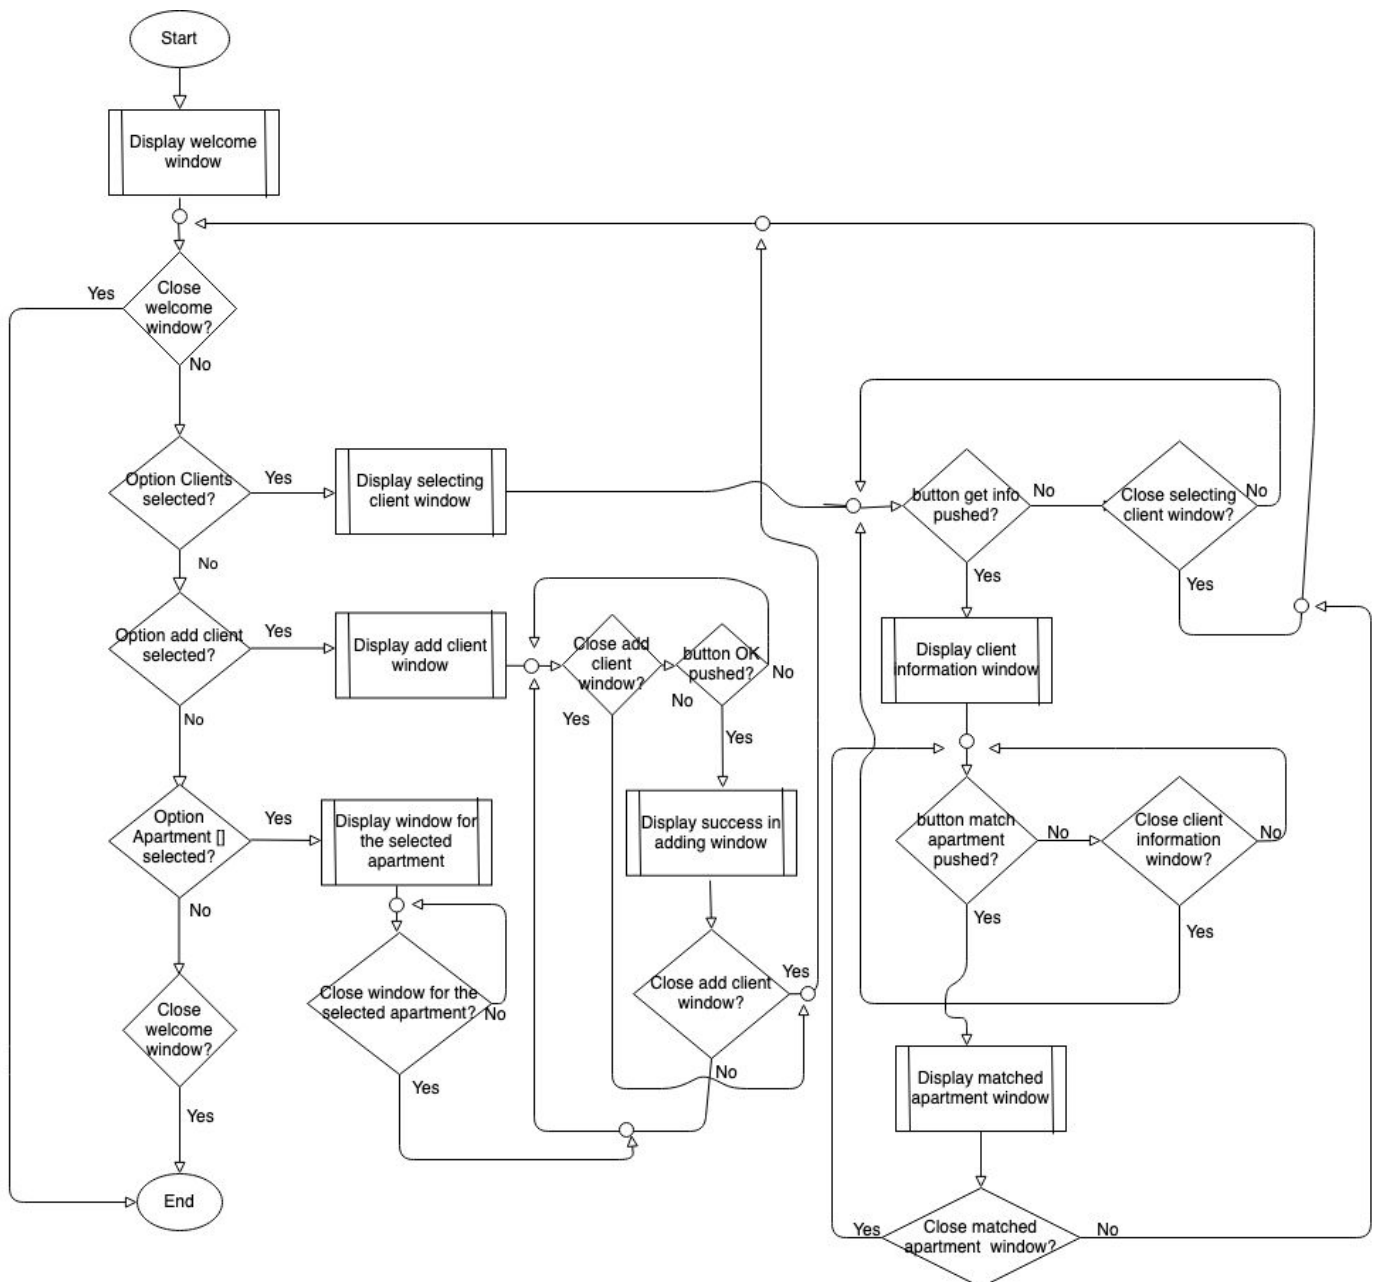 Start
Display welcome
window
Yes
Close
welcome
window?
No
Option Clients
selected?
Yes
Display selecting
client window
button get info
pushed?
No
Close selecting
client window?
No
Yes
Yes
No
Option add client
selected?
Yes
Display add client
window
Close add
client
window?
button OK
pushed?
No
No
Yes
Yes
Display client
information window
No
Option
Apartment []
selected?
Yes
Display window for
the selected
apartment
Display success in
adding window
button match
apartment
pushed?
No
Close client
information
window?
No
Yes
Yes
No
Close
welcome
window?
Close window for the
selected apartment?
No
Close add client
window?
Yes
No
Yes
Yes
Display matched
apartment window
End
Yes
Close matched
apartment window?
No